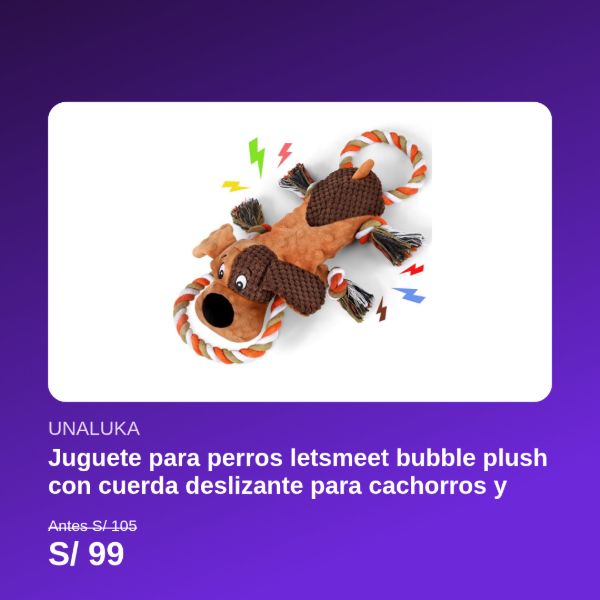 UNALUKA
Juguete para perros letsmeet bubble plush
con cuerda deslizante para cachorros y
Antes S/ 105
S/ 99